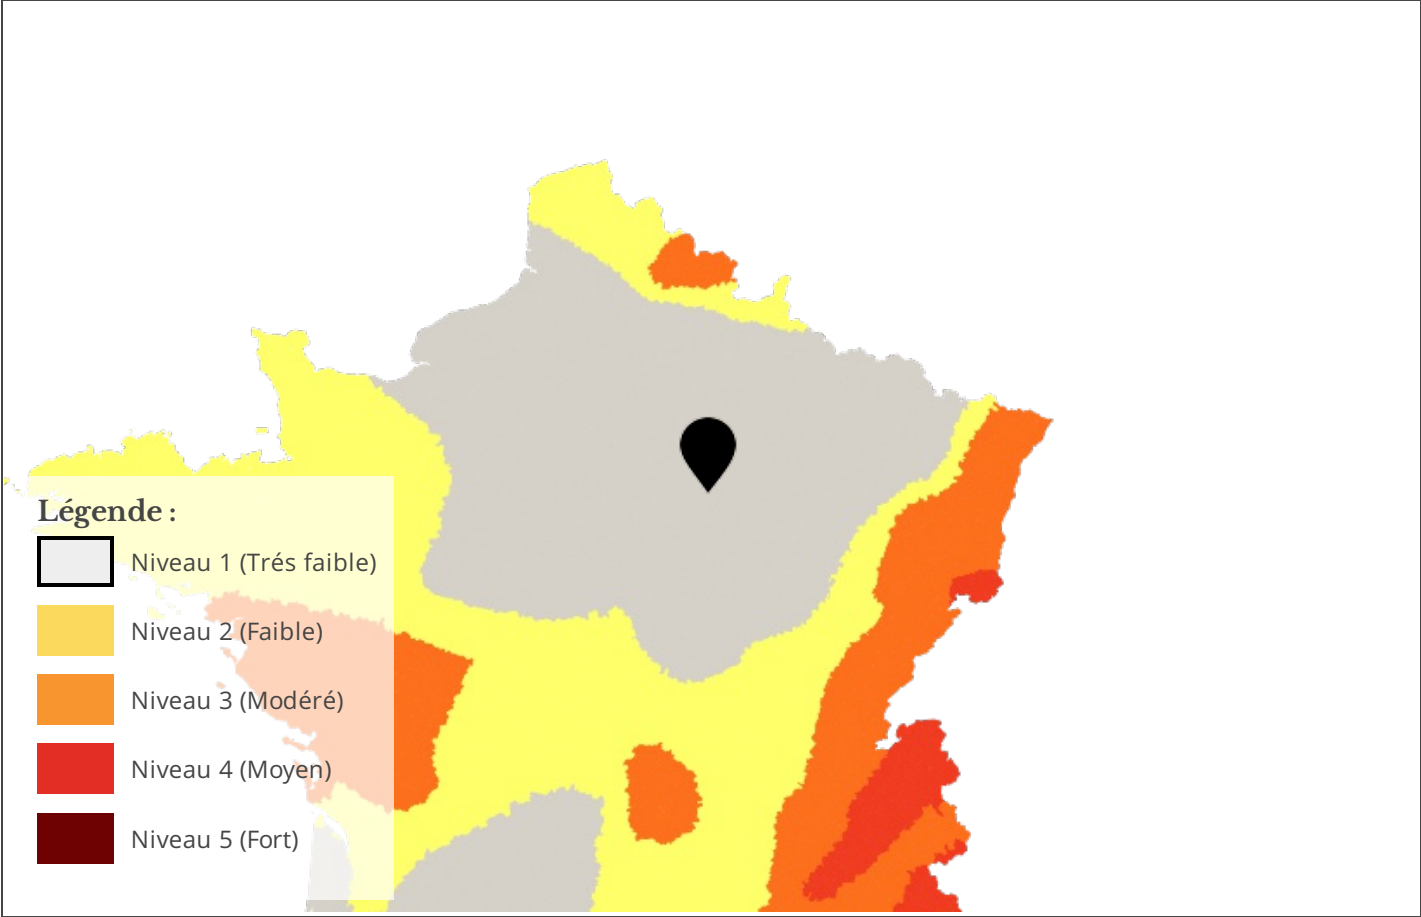 Légende :
Niveau 1 (Trés faible)
Niveau 2 (Faible)
Niveau 3 (Modéré)
Niveau 4 (Moyen)
Niveau 5 (Fort)